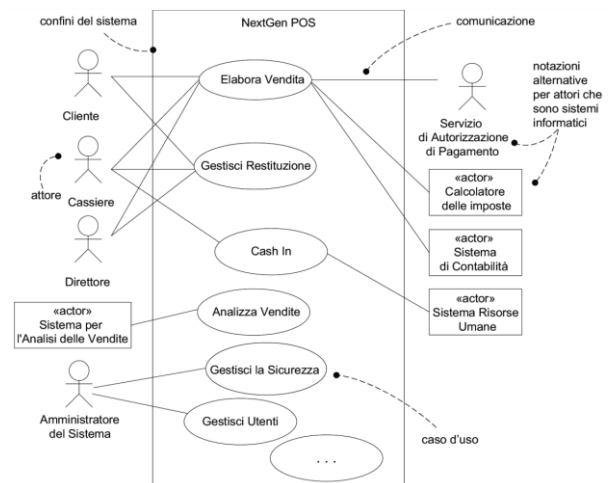 confini del sistema
NextGen POS
comunicazione
Elabora Vendita
notazioni
alternative
per attori che
sono sistemi
informatici
Cliente
Servizio
di Autorizzazione
di Pagamento
Gestisci Restituzione
attore
Cassiere
«actor»
Calcolatore
delle imposte
Cash In
«actor»
Sistema
di Contabilità
Direttore
«actor»
Sistema per
l'Analisi delle Vendite
Analizza Vendite
«actor»
Sistema Risorse
Umane
Gestisci la Sicurezza
Amministratore
del Sistema
Gestisci Utenti
caso d'uso
. . .